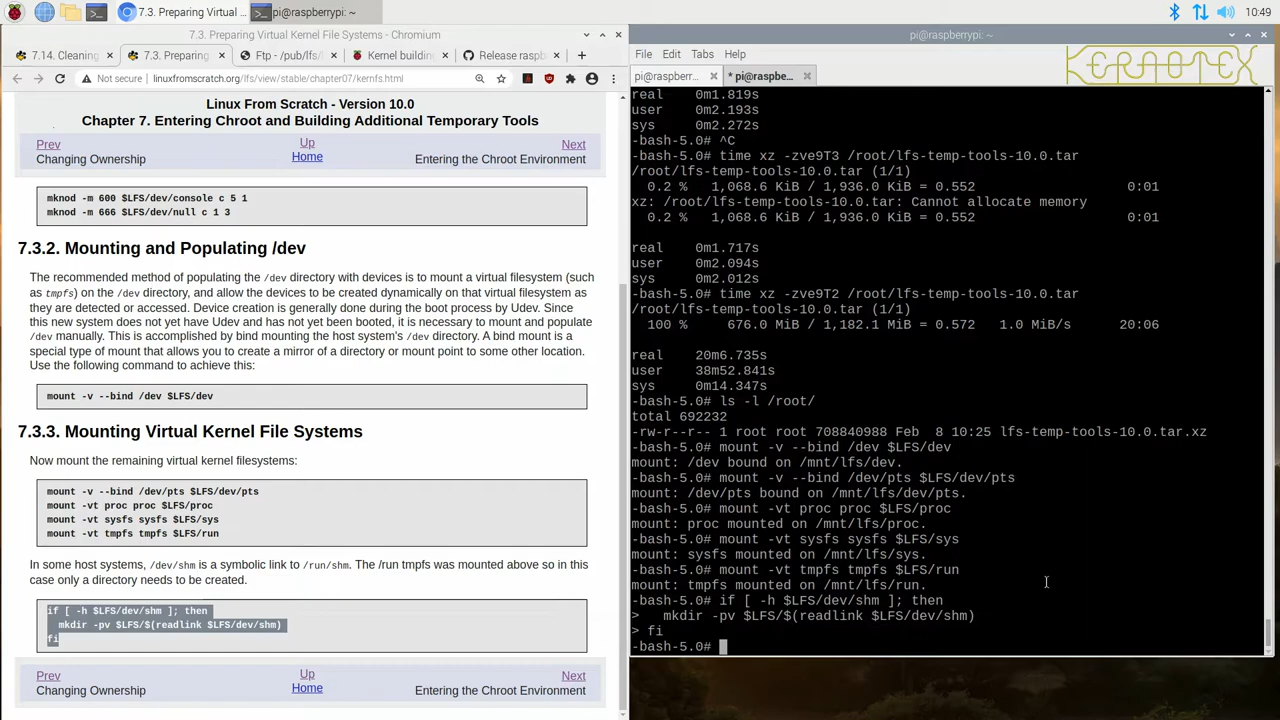 7.3. Preparing Virtual ...
pi@raspberrypi: ~
10:49
7.3. Preparing Virtual Kernel File Systems - Chromium
7.14. Cleaning
7.3. Preparing
Ftp - /pub/lfs/
Kernel building
Release raspb
Not secure
linuxfromscratch.org/lfs/view/stable/chapter07/kernfs.html
Linux From Scratch - Version 10.0
Chapter 7. Entering Chroot and Building Additional Temporary Tools
Prev
Up
Next
Changing Ownership
Home
Entering the Chroot Environment
mknod -m 600 $LFS/dev/console c 5 1
mknod -m 666 $LFS/dev/null c 1 3
7.3.2. Mounting and Populating /dev
The recommended method of populating the /dev directory with devices is to mount a virtual filesystem (such
as tmpfs) on the /dev directory, and allow the devices to be created dynamically on that virtual filesystem as
they are detected or accessed. Device creation is generally done during the boot process by Udev. Since
this new system does not yet have Udev and has not yet been booted, it is necessary to mount and populate
/dev manually. This is accomplished by bind mounting the host system's /dev directory. A bind mount is a
special type of mount that allows you to create a mirror of a directory or mount point to some other location.
Use the following command to achieve this:
mount -v --bind /dev $LFS/dev
7.3.3. Mounting Virtual Kernel File Systems
Now mount the remaining virtual kernel filesystems:
mount -v --bind /dev/pts $LFS/dev/pts
mount -vt proc proc $LFS/proc
mount -vt sysfs sysfs $LFS/sys
mount -vt tmpfs tmpfs $LFS/run
In some host systems, /dev/shm is a symbolic link to /run/shm. The /run tmpfs was mounted above so in this
case only a directory needs to be created.
if [ -h $LFS/dev/shm ]; then
  mkdir -pv $LFS/$(readlink $LFS/dev/shm)
fi
Prev
Up
Next
Changing Ownership
Home
Entering the Chroot Environment
pi@raspberrypi: ~
File Edit Tabs Help
pi@raspberr...
* pi@raspbe...
KERAOTEX
real    0m1.819s
user    0m2.193s
sys     0m2.272s
-bash-5.0# ^C
-bash-5.0# time xz -zve9T3 /root/lfs-temp-tools-10.0.tar
/root/lfs-temp-tools-10.0.tar (1/1)
  0.2 %    1,068.6 KiB / 1,936.0 KiB = 0.552    0:01
xz: /root/lfs-temp-tools-10.0.tar: Cannot allocate memory
  0.2 %    1,068.6 KiB / 1,936.0 KiB = 0.552    0:01
real    0m1.717s
user    0m2.094s
sys     0m2.012s
-bash-5.0# time xz -zve9T2 /root/lfs-temp-tools-10.0.tar
/root/lfs-temp-tools-10.0.tar (1/1)
  100 %    676.0 MiB / 1,182.1 MiB = 0.572   1.0 MiB/s    20:06
real    20m6.735s
user    38m52.841s
sys     0m14.347s
-bash-5.0# ls -l /root/
total 692232
-rw-r--r-- 1 root root 708840988 Feb  8 10:25 lfs-temp-tools-10.0.tar.xz
-bash-5.0# mount -v --bind /dev $LFS/dev
mount: /dev bound on /mnt/lfs/dev.
-bash-5.0# mount -v --bind /dev/pts $LFS/dev/pts
mount: /dev/pts bound on /mnt/lfs/dev/pts.
-bash-5.0# mount -vt proc proc $LFS/proc
mount: proc mounted on /mnt/lfs/proc.
-bash-5.0# mount -vt sysfs sysfs $LFS/sys
mount: sysfs mounted on /mnt/lfs/sys.
-bash-5.0# mount -vt tmpfs tmpfs $LFS/run
mount: tmpfs mounted on /mnt/lfs/run.
-bash-5.0# if [ -h $LFS/dev/shm ]; then
>   mkdir -pv $LFS/$(readlink $LFS/dev/shm)
> fi
-bash-5.0#